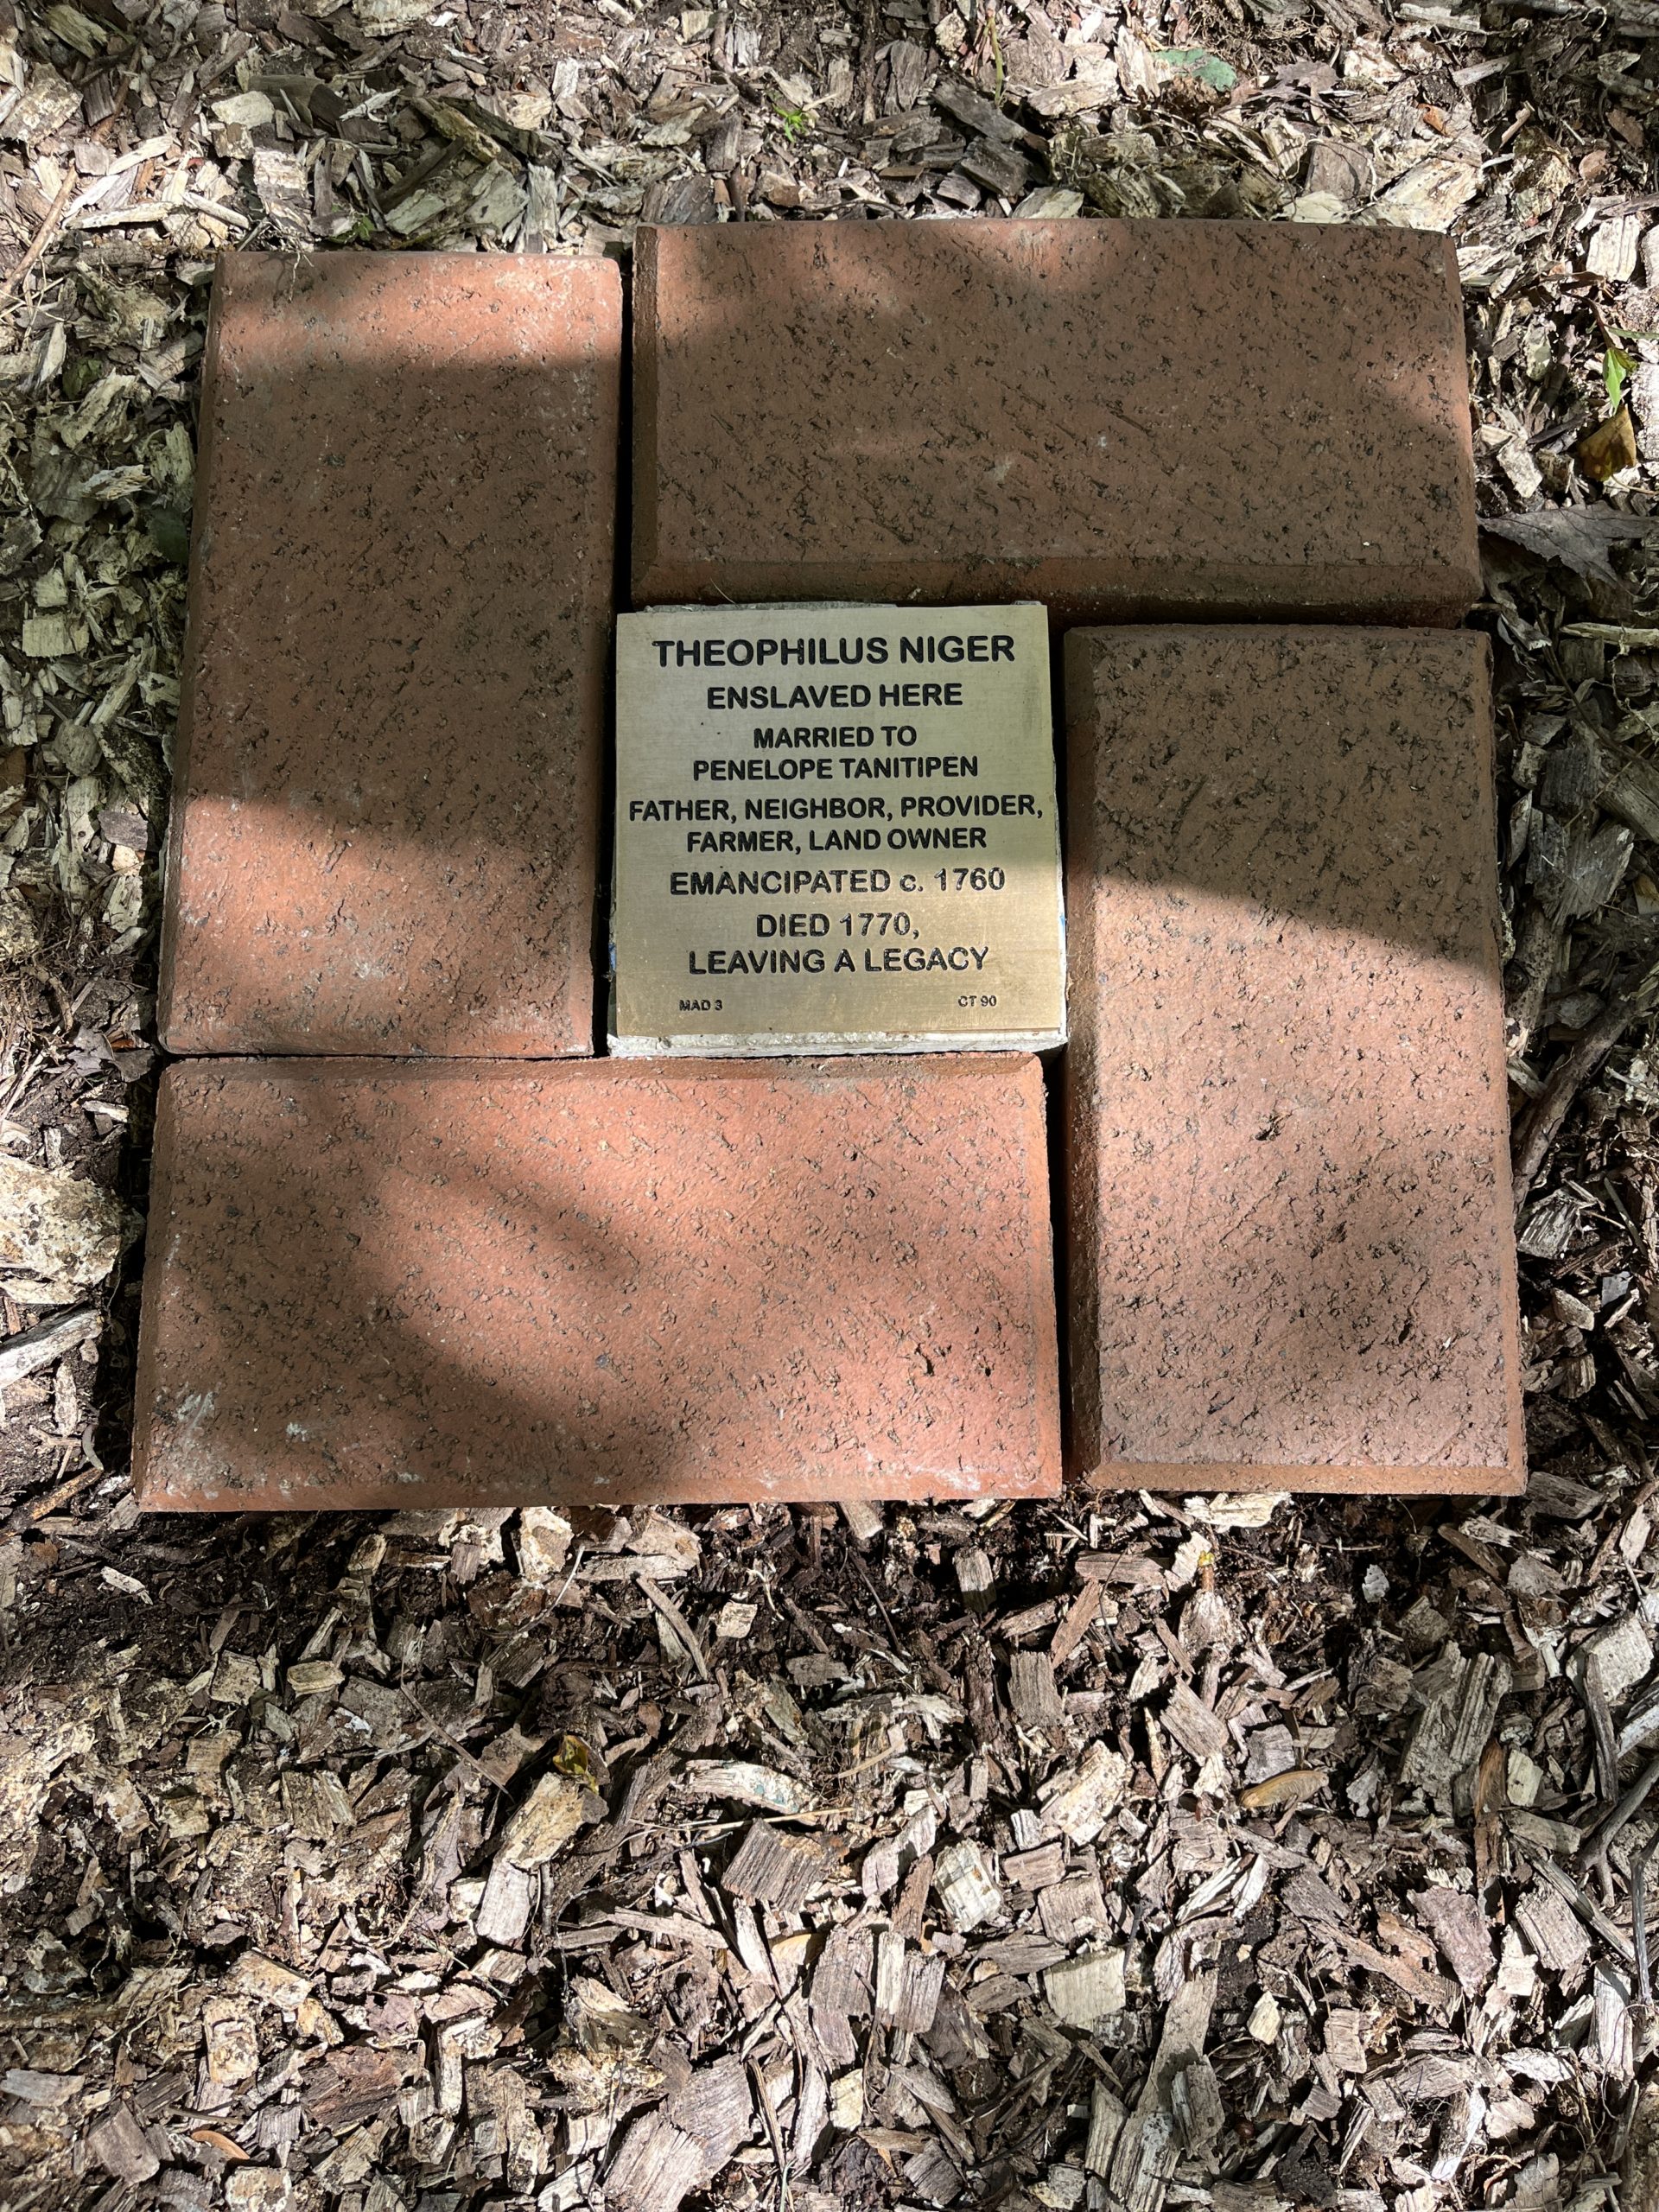 THEOPHILUS NIGER
ENSLAVED HERE
MARRIED TO
PENELOPE TANITIPEN
FATHER, NEIGHBOR, PROVIDER,
FARMER, LAND OWNER
EMANCIPATED c. 1760
DIED 1770,
LEAVING A LEGACY
MAD 3 CT 90